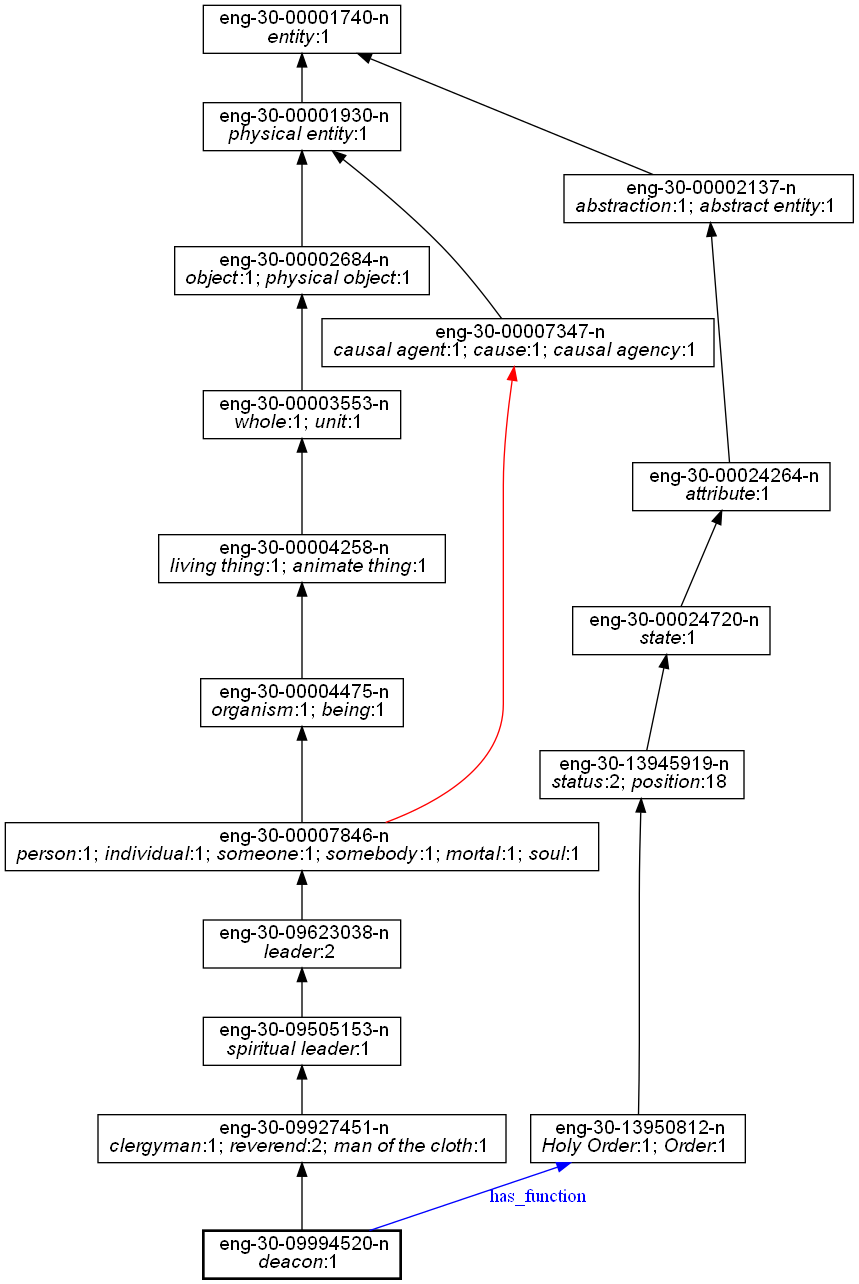 eng-30-00001740-n
entity:1
eng-30-00001930-n
physical entity:1
eng-30-00002137-n
abstraction:1; abstract entity:1
eng-30-00002684-n
object:1; physical object:1
eng-30-00007347-n
causal agent:1; cause:1; causal agency:1
eng-30-00003553-n
whole:1; unit:1
eng-30-00024264-n
attribute:1
eng-30-00004258-n
living thing:1; animate thing:1
eng-30-00024720-n
state:1
eng-30-00004475-n
organism:1; being:1
eng-30-13945919-n
status:2; position:18
eng-30-00007846-n
person:1; individual:1; someone:1; somebody:1; mortal:1; soul:1
eng-30-09623038-n
leader:2
eng-30-09505153-n
spiritual leader:1
eng-30-09927451-n
clergyman:1; reverend:2; man of the cloth:1
eng-30-13950812-n
Holy Order:1; Order:1
has_function
eng-30-09994520-n
deacon:1